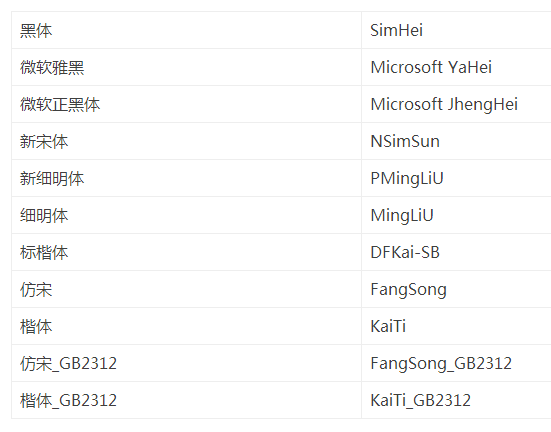 黑体 SimHei
微软雅黑 Microsoft YaHei
微软正黑体 Microsoft JhengHei
新宋体 NSimSun
新细明体 PMingLiU
细明体 MingLiU
标楷体 DFKai-SB
仿宋 FangSong
楷体 KaiTi
仿宋_GB2312 FangSong_GB2312
楷体_GB2312 KaiTi_GB2312